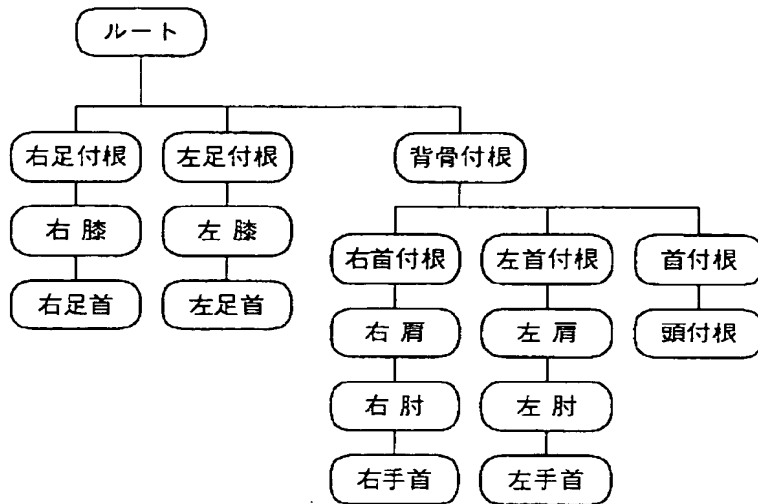 ルート
右足付根 左足付根 背骨付根
右膝 左膝
右首付根 左首付根 首付根
右足首 左足首
右肩 左肩 頭付根
右肘 左肘
右手首 左手首